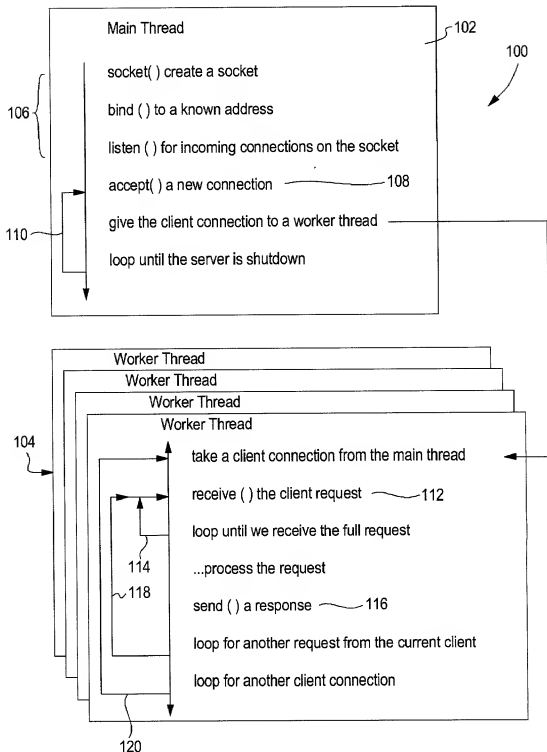 Main Thread
102
100
socket( ) create a socket
106
bind ( ) to a known address
listen ( ) for incoming connections on the socket
accept( ) a new connection 108
110
give the client connection to a worker thread
loop until the server is shutdown
Worker Thread
Worker Thread
Worker Thread
Worker Thread
104
take a client connection from the main thread
receive ( ) the client request 112
loop until we receive the full request
114
...process the request
118
send ( ) a response 116
loop for another request from the current client
loop for another client connection
120